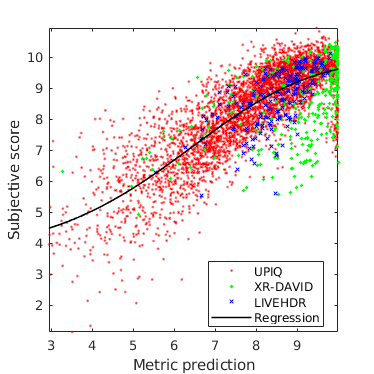 Subjective score
10
9
8
7
6
5
4
3
2
3 4 5 6 7 8 9
Metric prediction
UPIQ
XR-DAVID
LIVEHDR
Regression